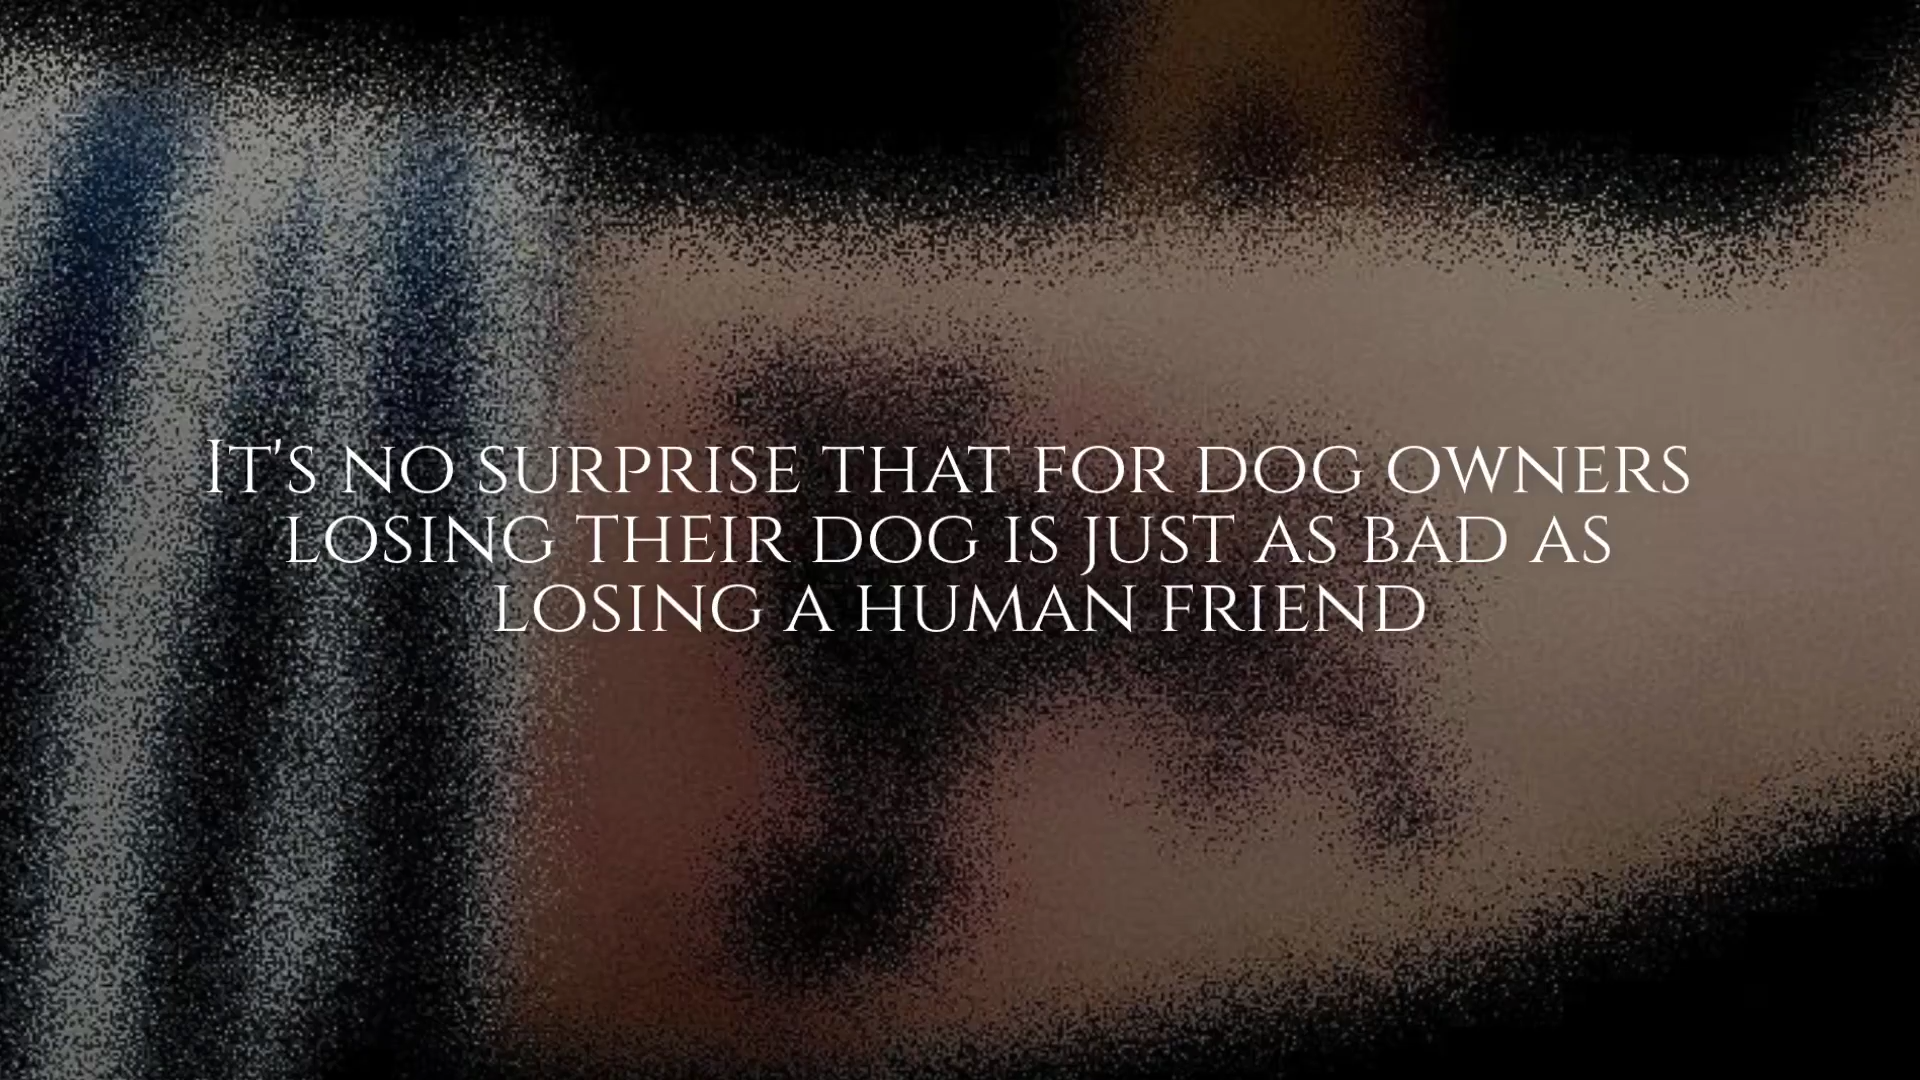 It's no surprise that for dog owners
losing their dog is just as bad as
losing a human friend